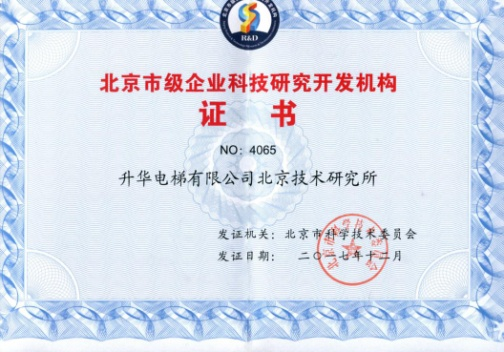 R&D
北京市级企业科技研究开发机构
证 书
NO: 4065
升华电梯有限公司北京技术研究所
发证机关: 北京市科学技术委员会
发证日期: 二〇一七年十二月